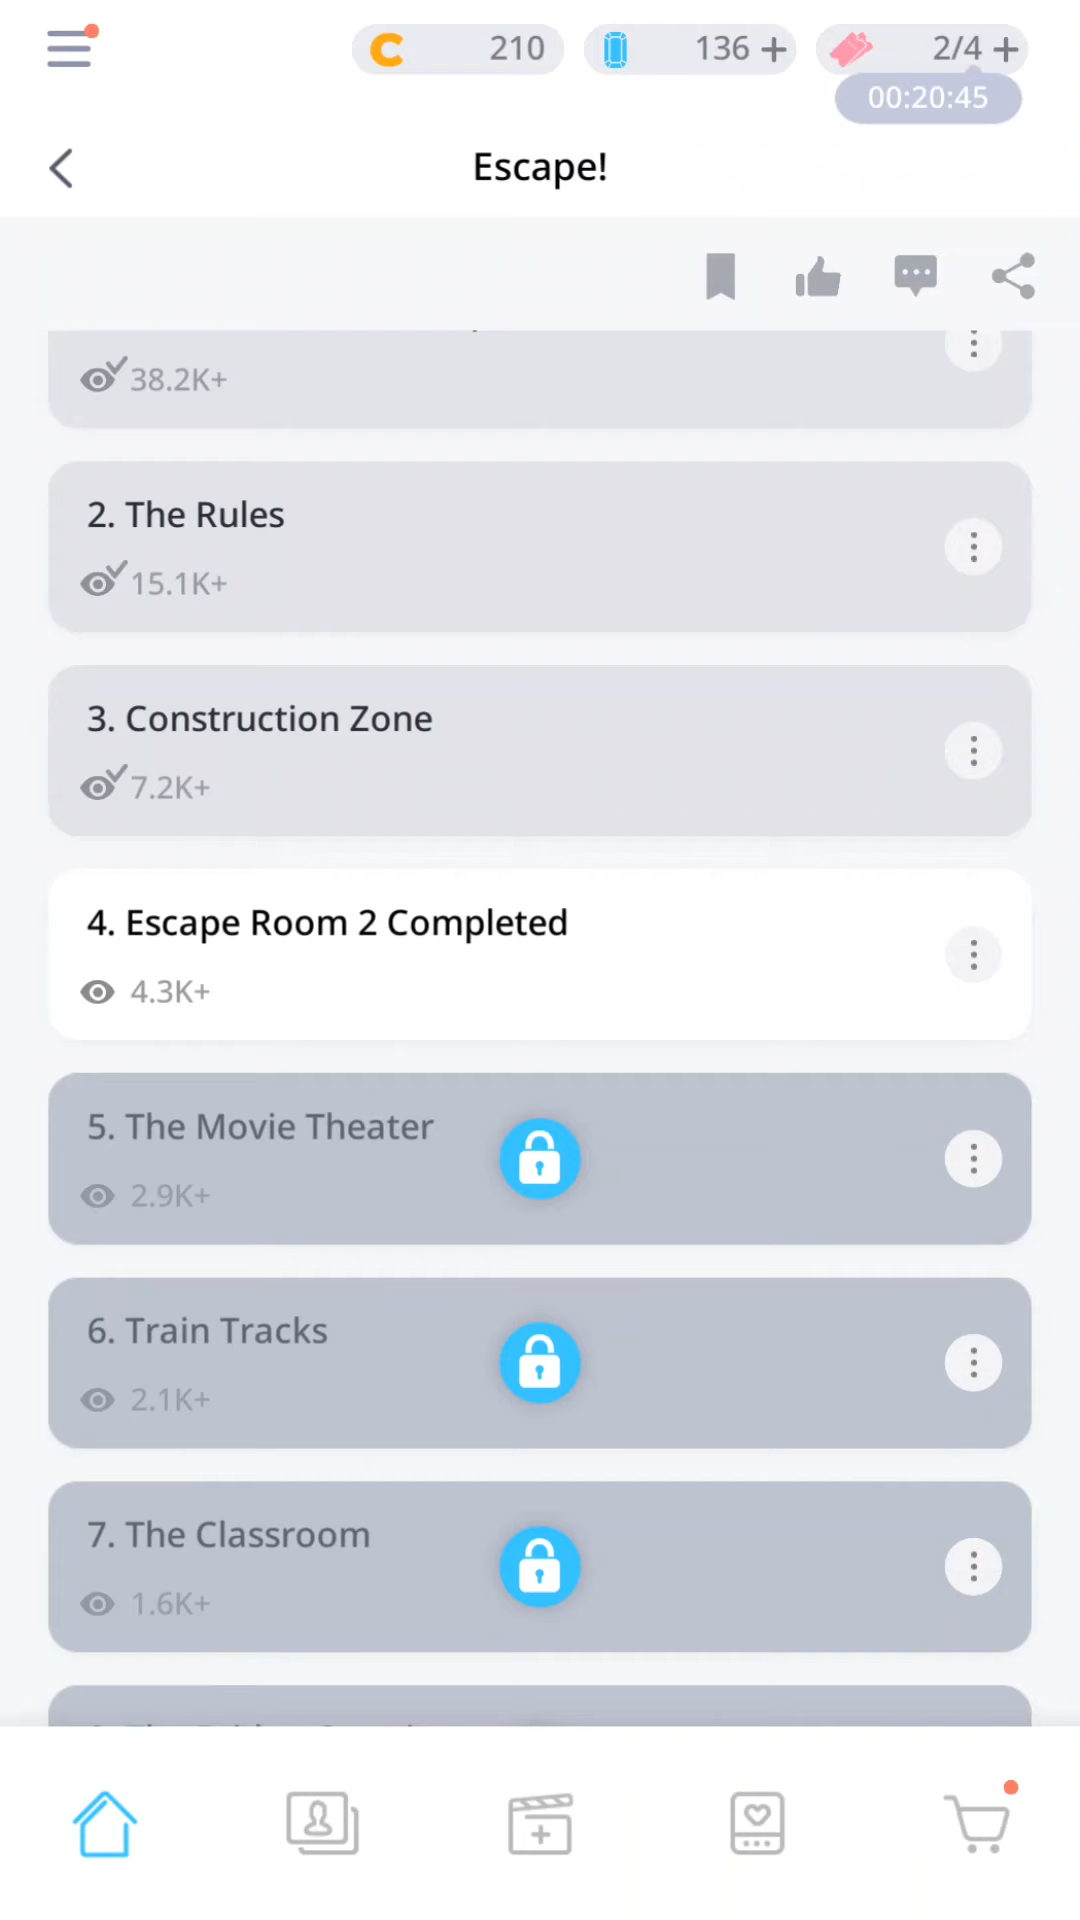 210
136 +
2/4 +
00:20:45
Escape!
38.2K+
2. The Rules
15.1K+
3. Construction Zone
7.2K+
4. Escape Room 2 Completed
4.3K+
5. The Movie Theater
2.9K+
6. Train Tracks
2.1K+
7. The Classroom
1.6K+